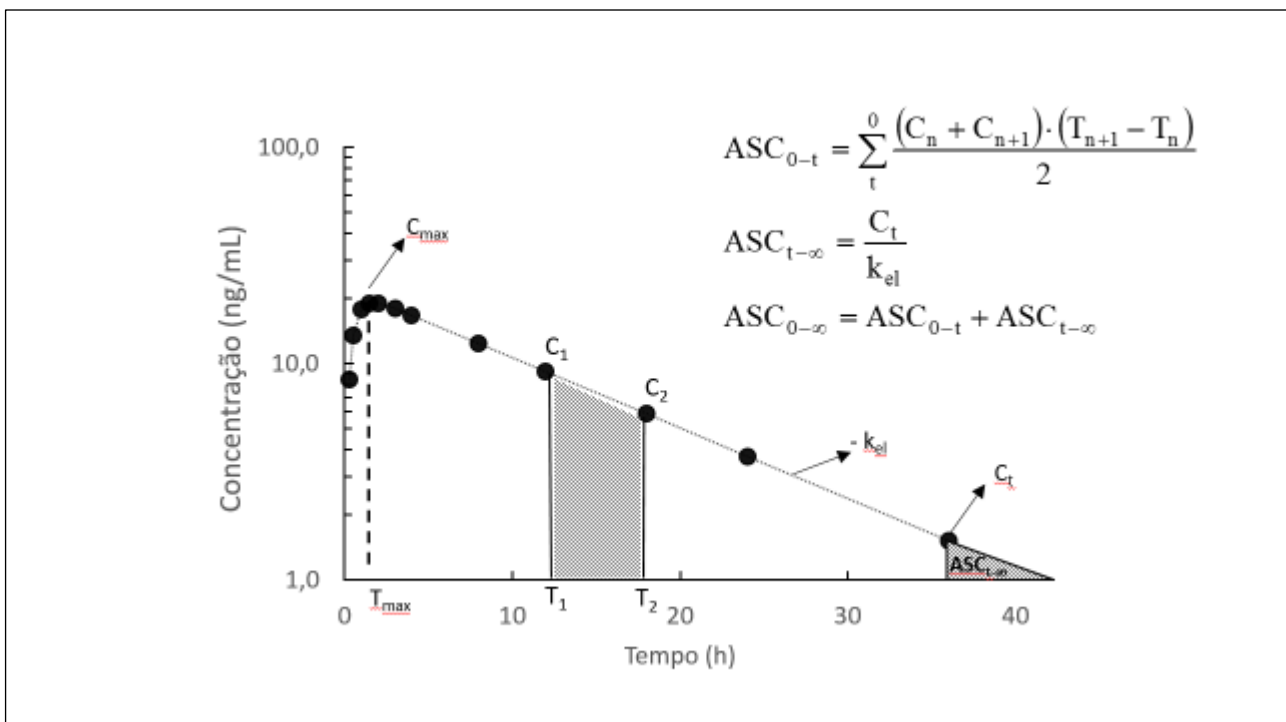 ASC₀₋ₜ = ∑ₜ⁰ (Cₙ + Cₙ₊₁)·(Tₙ₊₁ − Tₙ) / 2
ASCₜ₋∞ = Cₜ / kₑₗ
ASC₀₋∞ = ASC₀₋ₜ + ASCₜ₋∞
Concentração (ng/mL)
100,0
10,0
1,0
Cₘₐₓ
C₁
C₂
- kₑₗ
Cₜ
ASCₜ₋∞
0
Tₘₐₓ
10
T₁
T₂
20
30
40
Tempo (h)